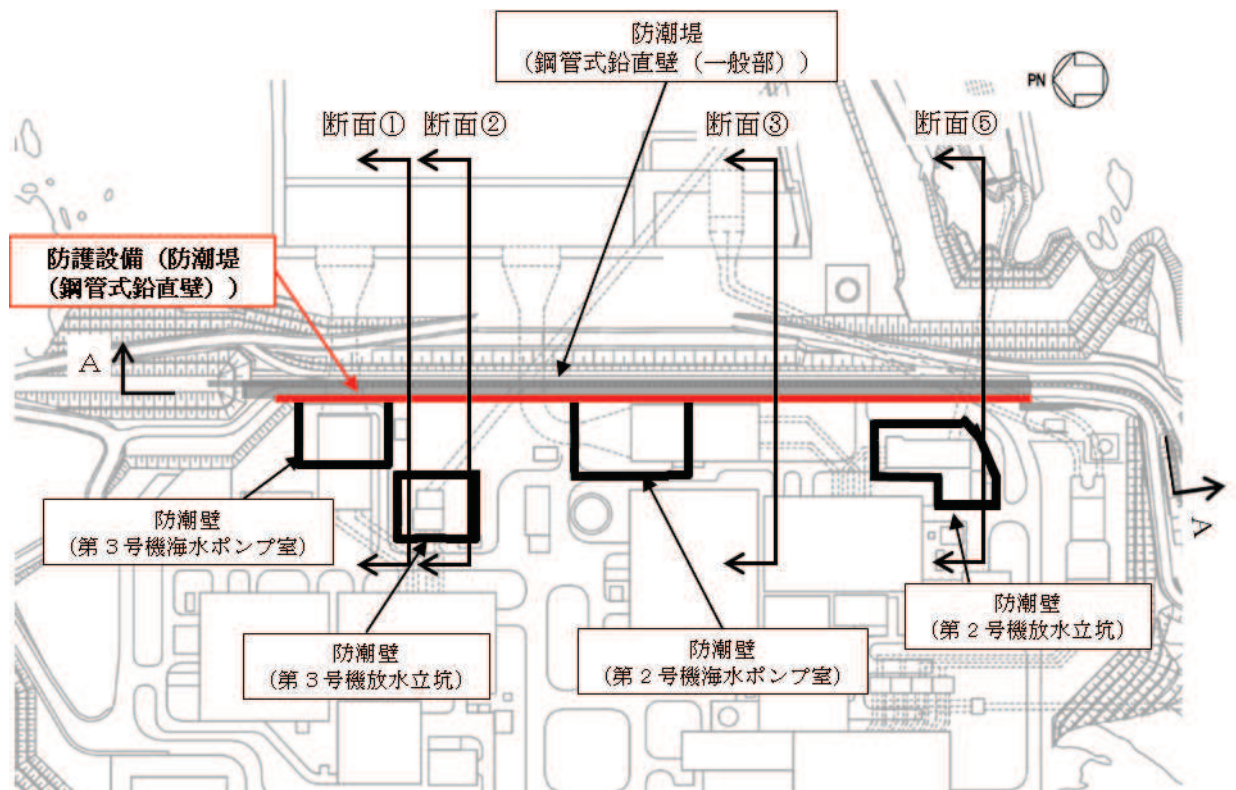 防潮堤
(鋼管式鉛直壁（一般部）)
PN
断面①
断面②
断面③
断面⑤
防護設備（防潮堤
（鋼管式鉛直壁））
A
A
防潮壁
(第３号機海水ポンプ室)
防潮壁
(第３号機放水立坑)
防潮壁
(第２号機海水ポンプ室)
防潮壁
(第２号機放水立坑)